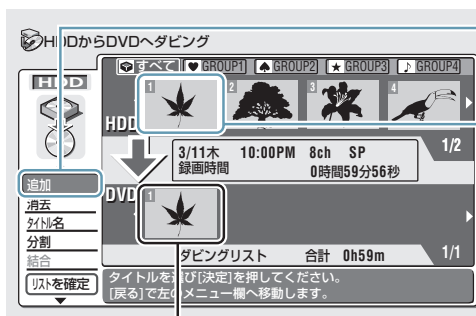 HDDからDVDへダビング
すべて GROUP1 GROUP2 GROUP3 GROUP4
HDD
1 2 3 4
HDD
3/11木 10:00PM 8ch SP 1/2
録画時間 0時間59分56秒
追加
消去
タイトル名
分割
結合
リストを確定
DVD
1
ダビングリスト 合計 0h59m 1/1
タイトルを選び[決定]を押してください。
[戻る]で左のメニュー欄へ移動します。